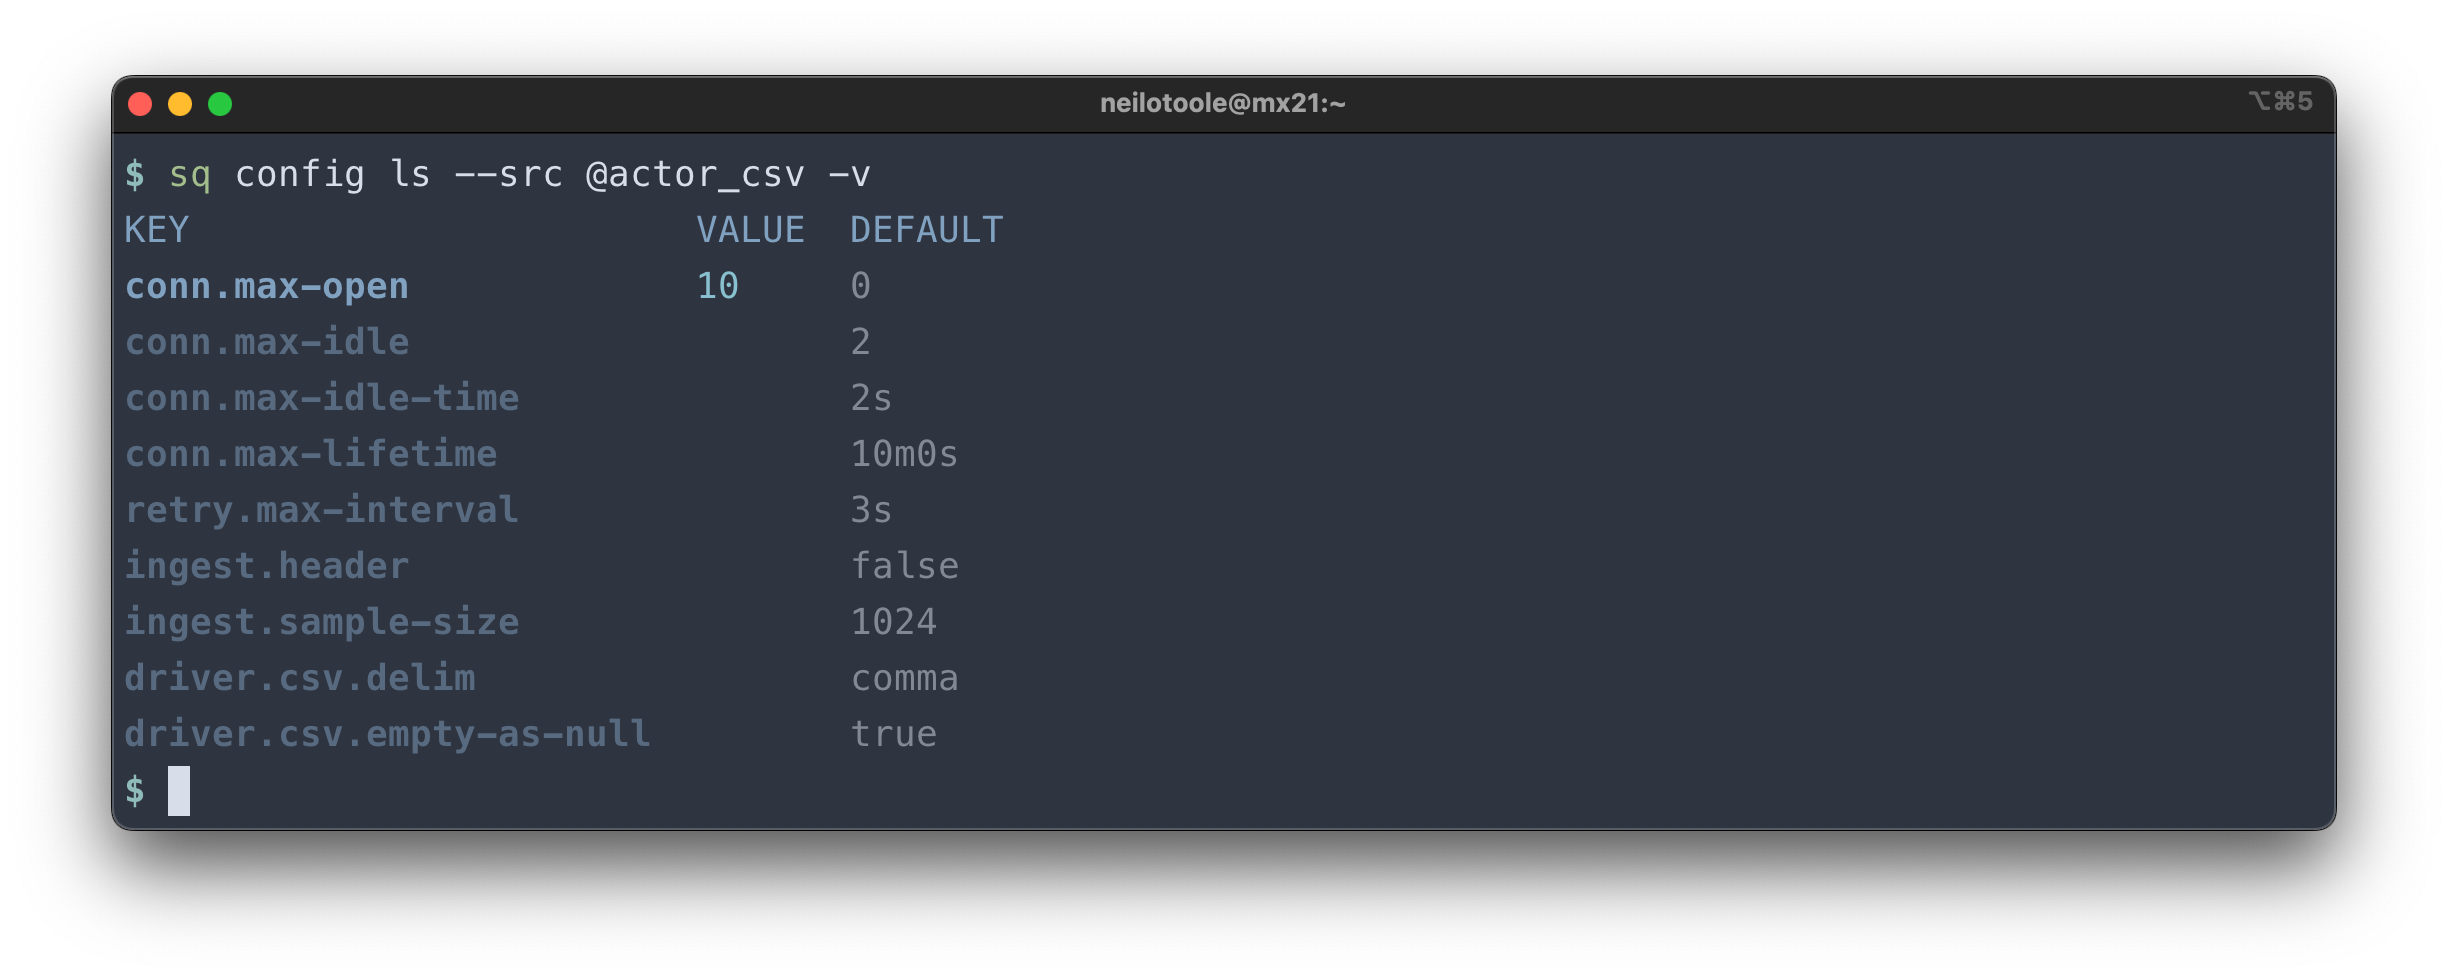 neilotoole@mx21:~ ⌥⌘5
$ sq config ls --src @actor_csv -v
KEY VALUE DEFAULT
conn.max-open 10 0
conn.max-idle 2
conn.max-idle-time 2s
conn.max-lifetime 10m0s
retry.max-interval 3s
ingest.header false
ingest.sample-size 1024
driver.csv.delim comma
driver.csv.empty-as-null true
$